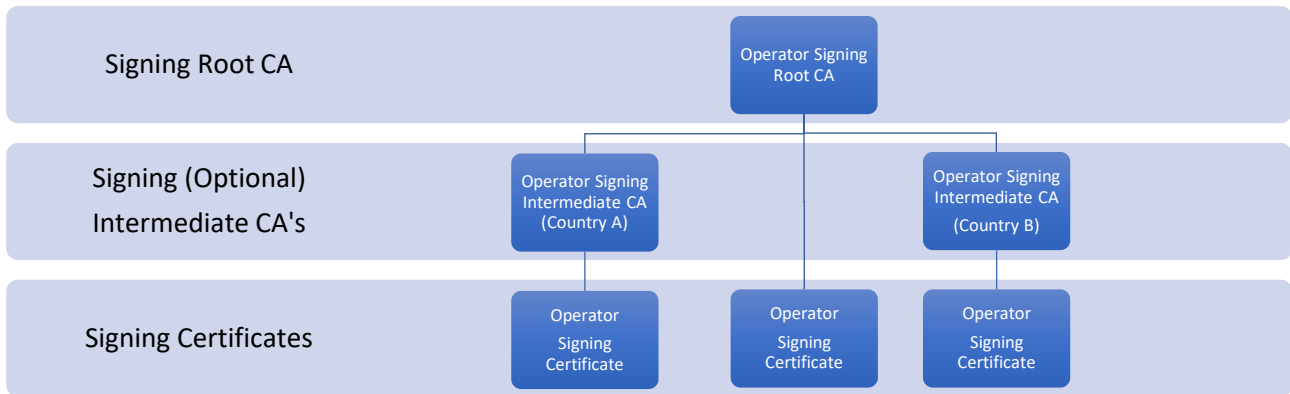 Signing Root CA
Operator Signing
Root CA
Signing (Optional)
Intermediate CA's
Operator Signing
Intermediate CA
(Country A)
Operator Signing
Intermediate CA
(Country B)
Signing Certificates
Operator
Signing
Certificate
Operator
Signing
Certificate
Operator
Signing
Certificate